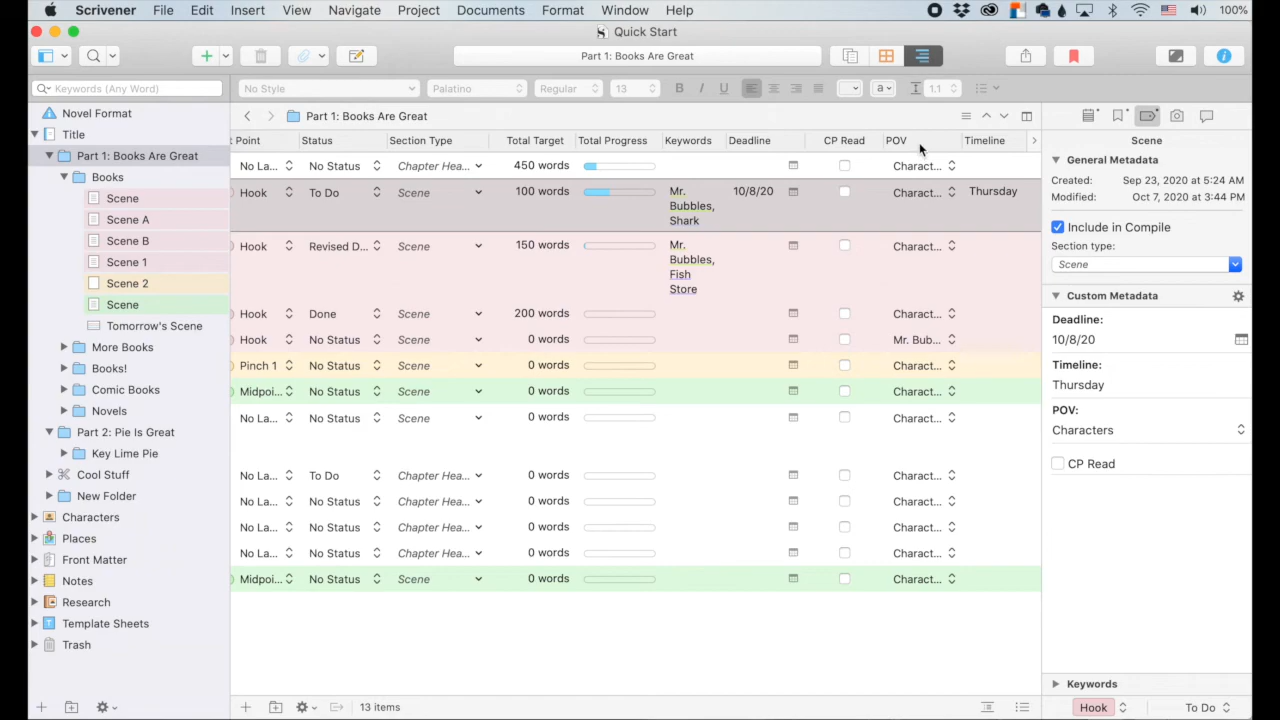 Scrivener File Edit Insert View Navigate Project Documents Format Window Help 100%
Quick Start
Part 1: Books Are Great
Keywords (Any Word) No Style Palatino Regular 13 B I U a 1.1
Novel Format
Title
Part 1: Books Are Great
Books
Scene
Scene A
Scene B
Scene 1
Scene 2
Scene
Tomorrow's Scene
More Books
Books!
Comic Books
Novels
Part 2: Pie Is Great
Key Lime Pie
Cool Stuff
New Folder
Characters
Places
Front Matter
Notes
Research
Template Sheets
Trash
Part 1: Books Are Great
Point Status Section Type Total Target Total Progress Keywords Deadline CP Read POV Timeline
No La... No Status Chapter Hea... 450 words Charact...
Hook To Do Scene 100 words Mr. Bubbles, Shark 10/8/20 Charact... Thursday
Hook Revised D... Scene 150 words Mr. Bubbles, Fish Store Charact...
Hook Done Scene 200 words Charact...
Hook No Status Scene 0 words Mr. Bub...
Pinch 1 No Status Scene 0 words Charact...
Midpoi... No Status Scene 0 words Charact...
No La... No Status Scene 0 words Charact...
No La... To Do Chapter Hea... 0 words Charact...
No La... No Status Chapter Hea... 0 words Charact...
No La... No Status Chapter Hea... 0 words Charact...
No La... No Status Chapter Hea... 0 words Charact...
Midpoi... No Status Scene 0 words Charact...
13 items
Scene
General Metadata
Created: Sep 23, 2020 at 5:24 AM
Modified: Oct 7, 2020 at 3:44 PM
Include in Compile
Section type:
Scene
Custom Metadata
Deadline:
10/8/20
Timeline:
Thursday
POV:
Characters
CP Read
Keywords
Hook To Do